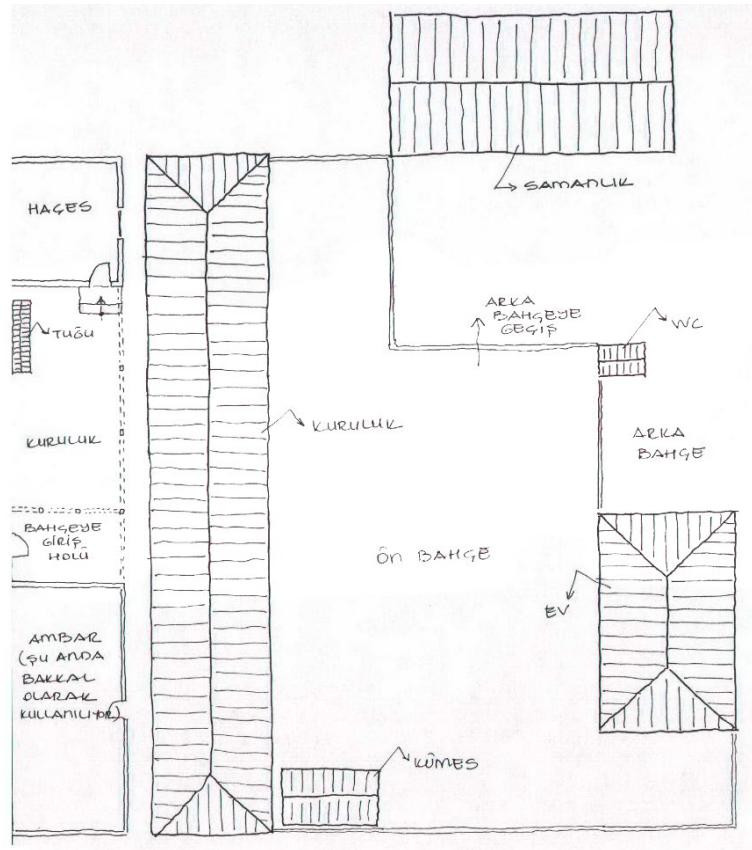 SAMANLIK
HAGES
ARKA
BAHÇEYE
GEÇİŞ
WC
TUĞU
KURULUK
KURULUK
ARKA
BAHÇE
BAHÇEYE
GİRİŞ
HOLÜ
ÖN BAHÇE
EV
AMBAR
(ŞU ANDA
BAKKAL
OLARAK
KULLANILIYOR
KÜMES